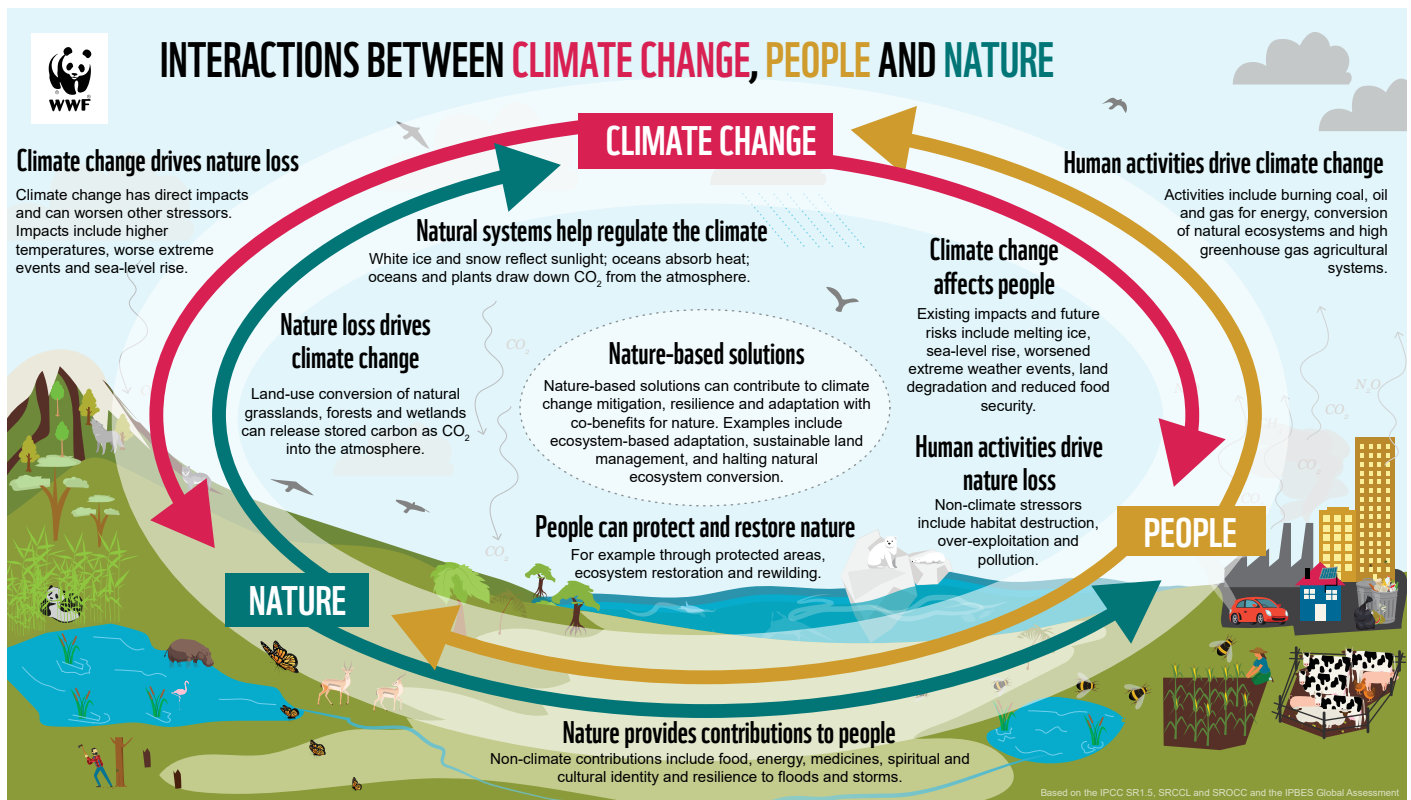 WWF
INTERACTIONS BETWEEN CLIMATE CHANGE, PEOPLE AND NATURE
CLIMATE CHANGE
Climate change drives nature loss
Climate change has direct impacts
and can worsen other stressors.
Impacts include higher
temperatures, worse extreme
events and sea-level rise.
Human activities drive climate change
Activities include burning coal, oil
and gas for energy, conversion
of natural ecosystems and high
greenhouse gas agricultural
systems.
Natural systems help regulate the climate
White ice and snow reflect sunlight; oceans absorb heat;
oceans and plants draw down CO₂ from the atmosphere.
Climate change
affects people
Existing impacts and future
risks include melting ice,
sea-level rise, worsened
extreme weather events, land
degradation and reduced food
security.
Nature loss drives
climate change
Land-use conversion of natural
grasslands, forests and wetlands
can release stored carbon as CO₂
into the atmosphere.
CO₂
Nature-based solutions
Nature-based solutions can contribute to climate
change mitigation, resilience and adaptation with
co-benefits for nature. Examples include
ecosystem-based adaptation, sustainable land
management, and halting natural
ecosystem conversion.
N₂O
CO₂
CO₂
Human activities drive
nature loss
Non-climate stressors
include habitat destruction,
over-exploitation and
pollution.
People can protect and restore nature
For example through protected areas,
ecosystem restoration and rewilding.
CO₂
PEOPLE
NATURE
Nature provides contributions to people
Non-climate contributions include food, energy, medicines, spiritual and
cultural identity and resilience to floods and storms.
Based on the IPCC SR1.5, SRCCL and SROCC and the IPBES Global Assessment